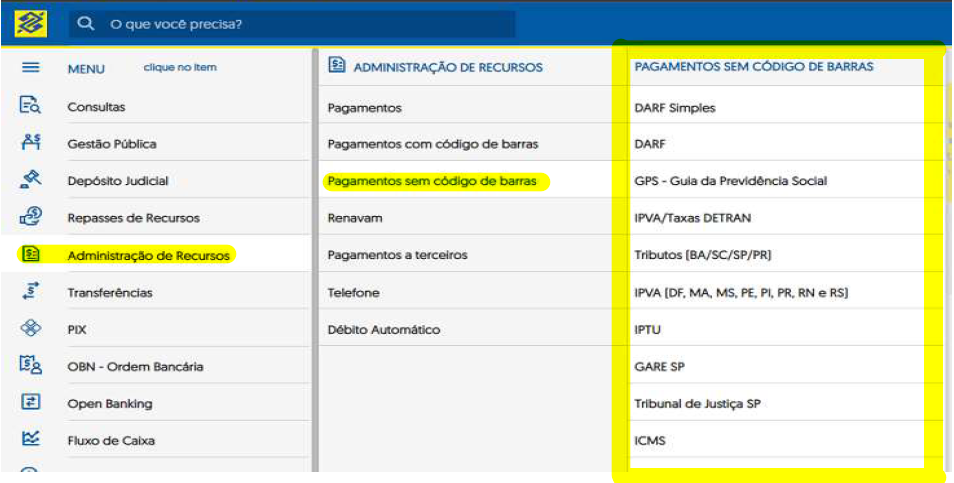 O que você precisa?
MENU clique no item
Consultas
Gestão Pública
Depósito Judicial
Repasses de Recursos
Administração de Recursos
Transferências
PIX
OBN - Ordem Bancária
Open Banking
Fluxo de Caixa
ADMINISTRAÇÃO DE RECURSOS
Pagamentos
Pagamentos com código de barras
Pagamentos sem código de barras
Renavam
Pagamentos a terceiros
Telefone
Débito Automático
PAGAMENTOS SEM CÓDIGO DE BARRAS
DARF Simples
DARF
GPS - Guia da Previdência Social
IPVA/Taxas DETRAN
Tributos [BA/SC/SP/PR]
IPVA [DF, MA, MS, PE, PI, PR, RN e RS]
IPTU
GARE SP
Tribunal de Justiça SP
ICMS